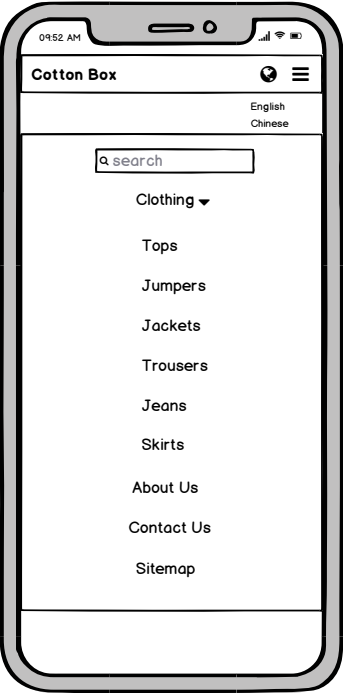 09:52 AM
Cotton Box
English
Chinese
search
Clothing
Tops
Jumpers
Jackets
Trousers
Jeans
Skirts
About Us
Contact Us
Sitemap